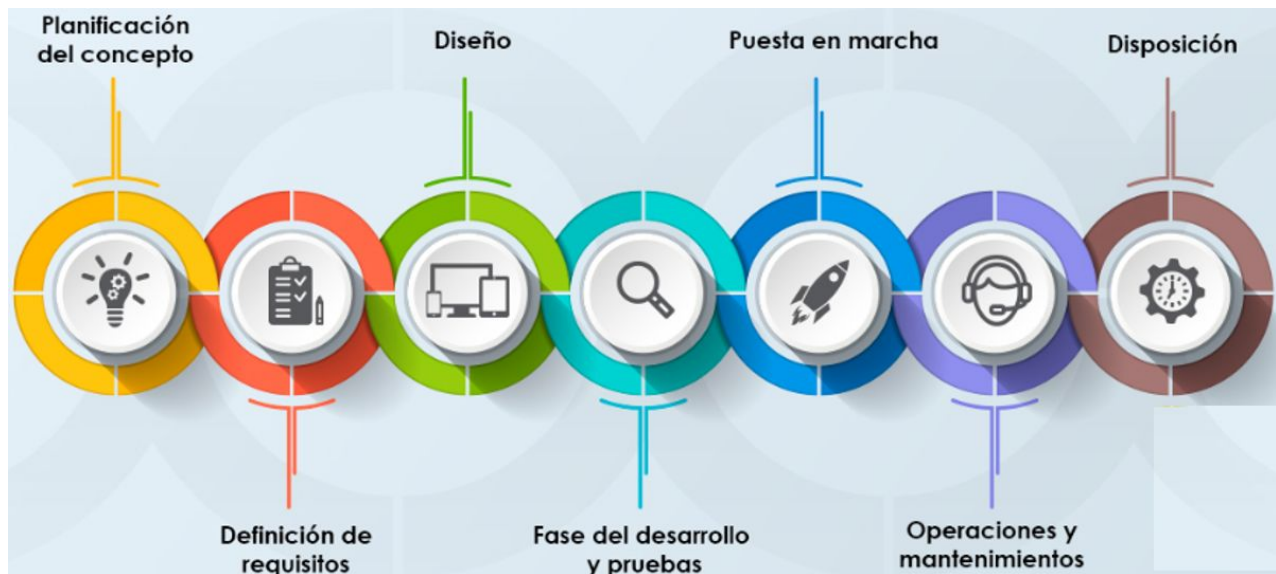 Planificación
del concepto
Definición de
requisitos
Diseño
Fase del desarrollo
y pruebas
Puesta en marcha
Operaciones y
mantenimientos
Disposición